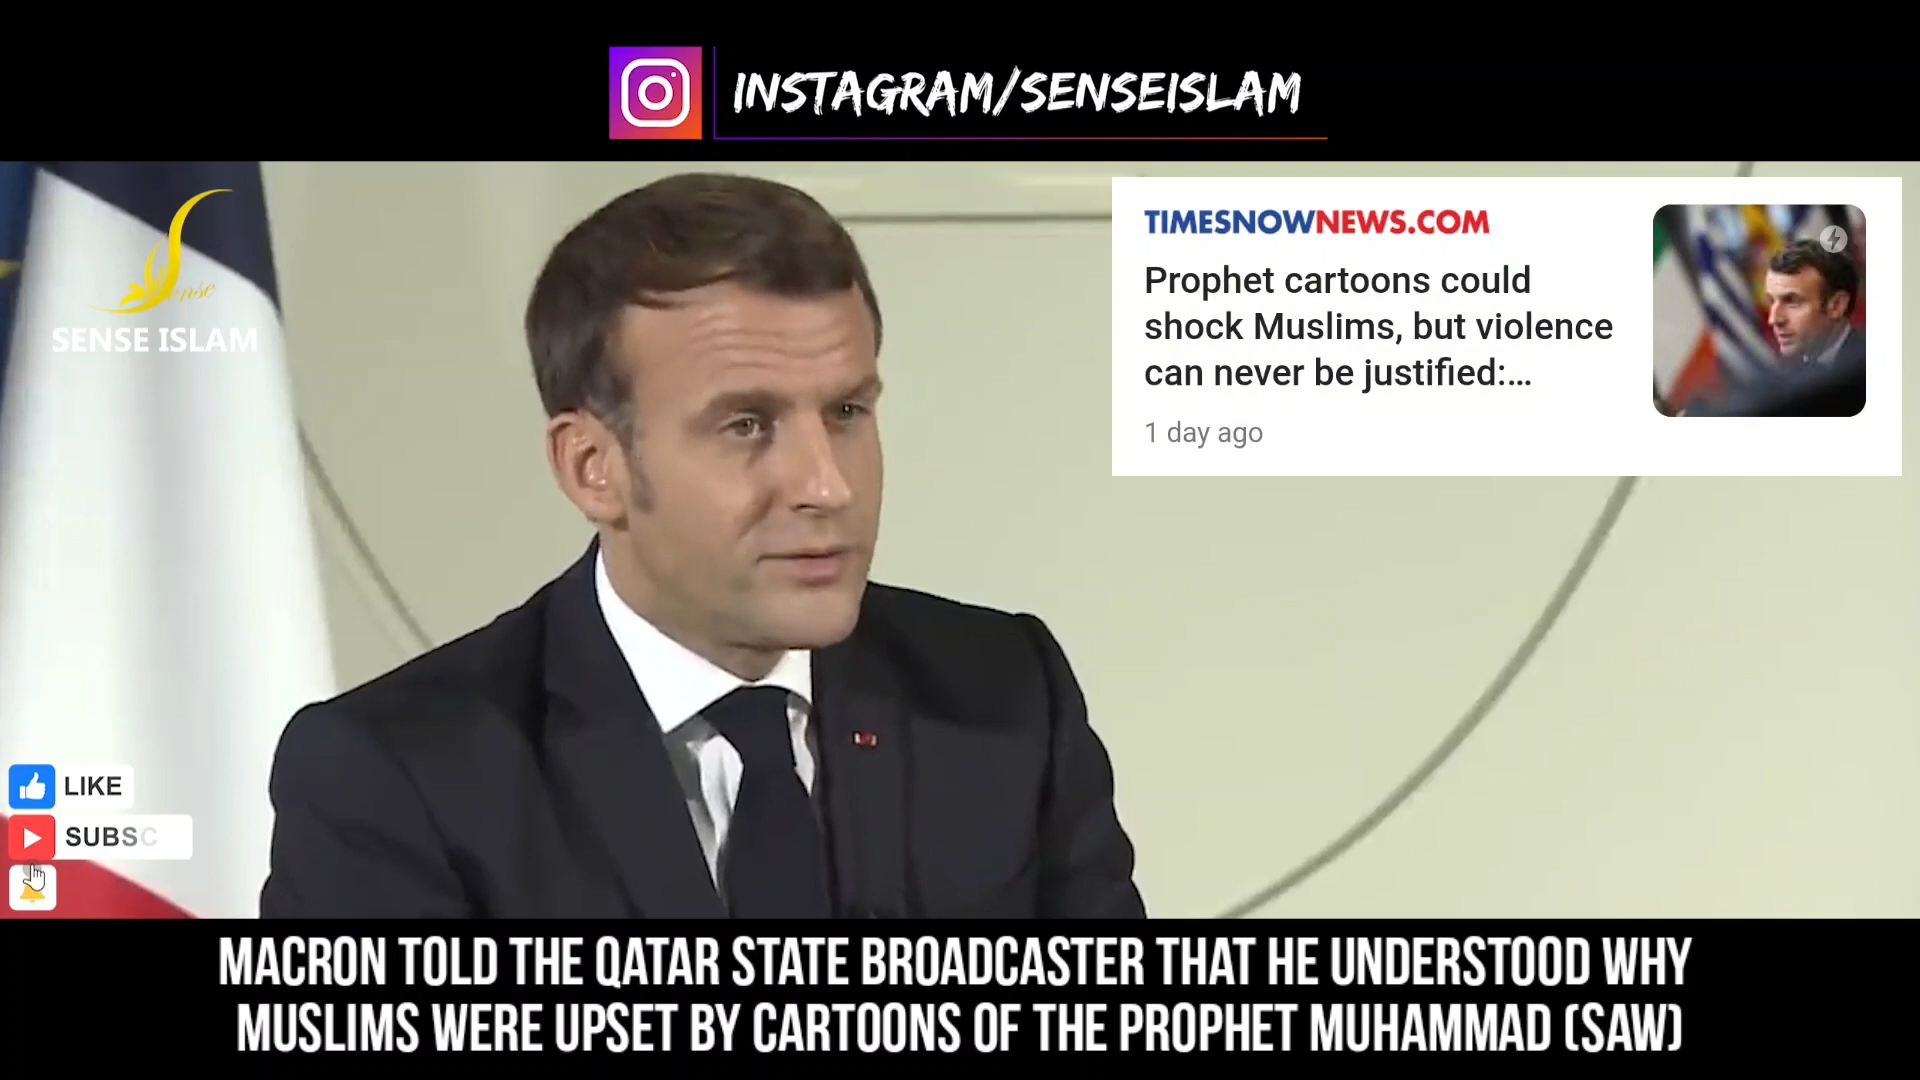 INSTAGRAM/SENSEISLAM
ense
SENSE ISLAM
TIMESNOWNEWS.COM
Prophet cartoons could
shock Muslims, but violence
can never be justified:...
1 day ago
LIKE
SUBSC
MACRON TOLD THE QATAR STATE BROADCASTER THAT HE UNDERSTOOD WHY
MUSLIMS WERE UPSET BY CARTOONS OF THE PROPHET MUHAMMAD (SAW)